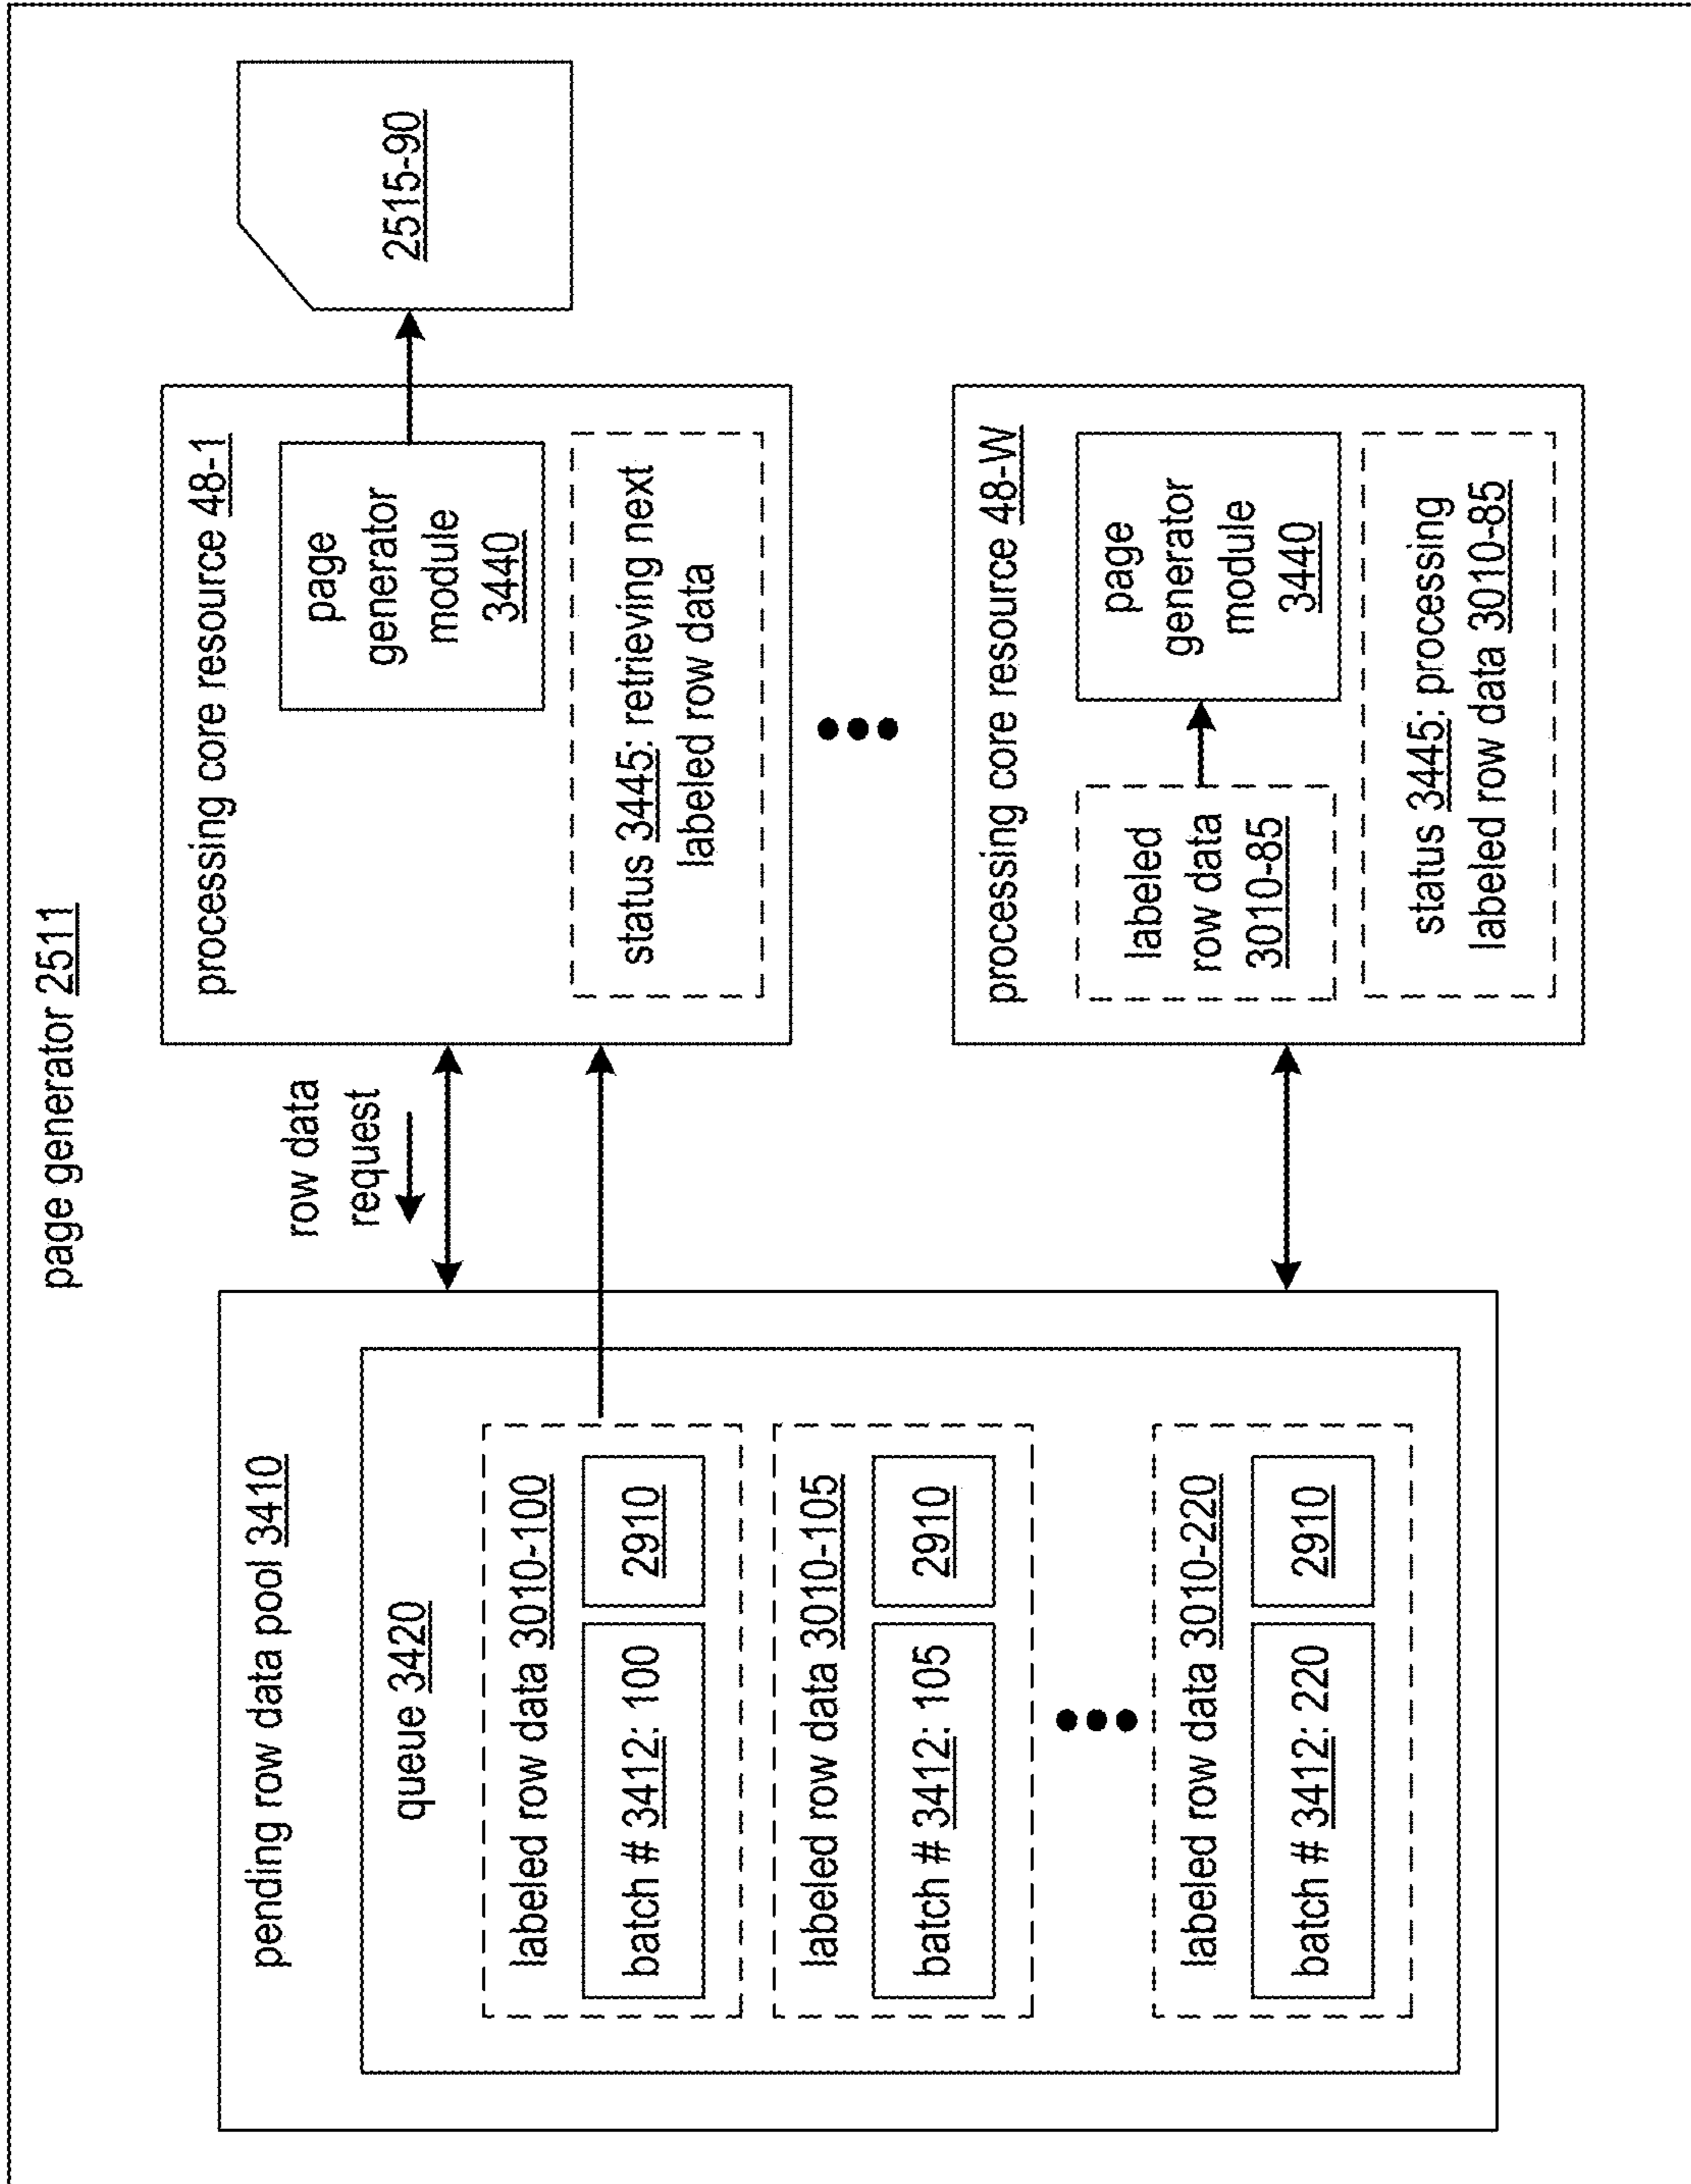 page generator 2511
pending row data pool 3410
queue 3420
labeled row data 3010-100
batch # 3412: 100
2910
labeled row data 3010-105
batch # 3412: 105
2910
labeled row data 3010-220
batch # 3412: 220
2910
row data
request
processing core resource 48-1
page
generator
module
3440
status 3445: retrieving next
labeled row data
2515-90
processing core resource 48-W
labeled
row data
3010-85
page
generator
module
3440
status 3445: processing
labeled row data 3010-85